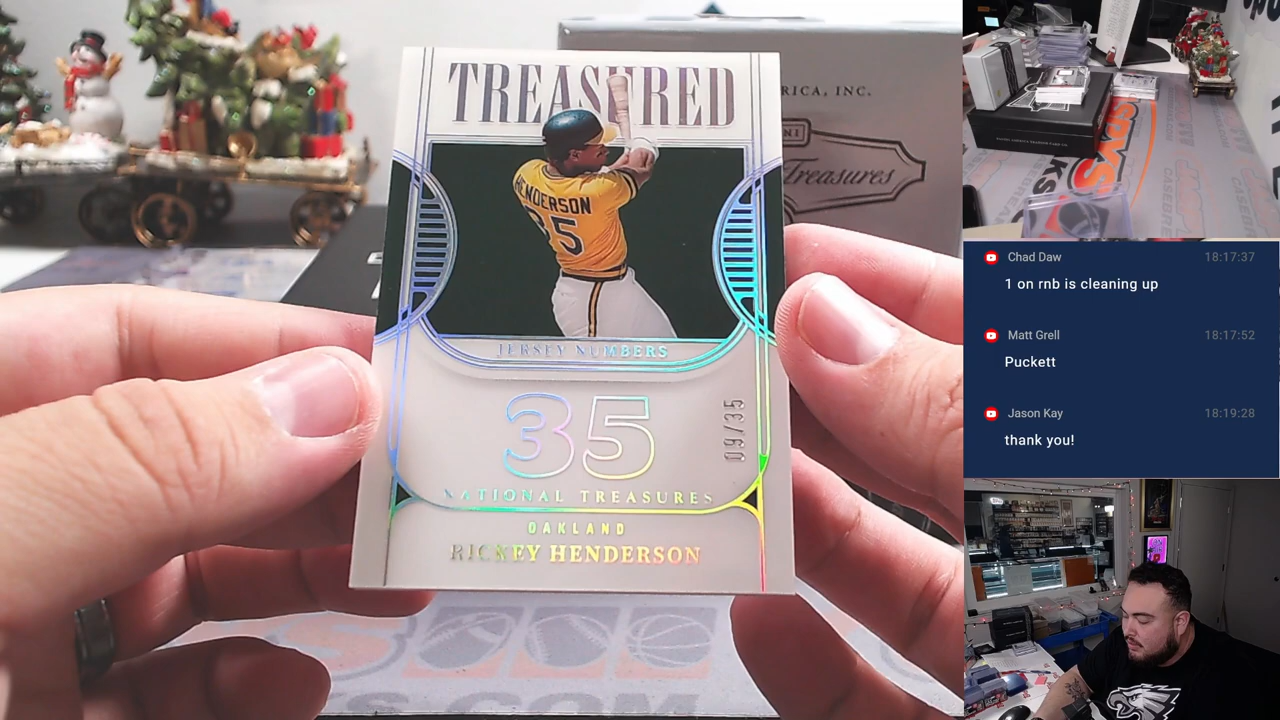 TREASURED
HENDERSON
35
JERSEY NUMBERS
35
09/35
NATIONAL TREASURES
OAKLAND
RICKEY HENDERSON
RICA, INC.
Treasures
Chad Daw 18:17:37
1 on rnb is cleaning up
Matt Grell 18:17:52
Puckett
Jason Kay 18:19:28
thank you!